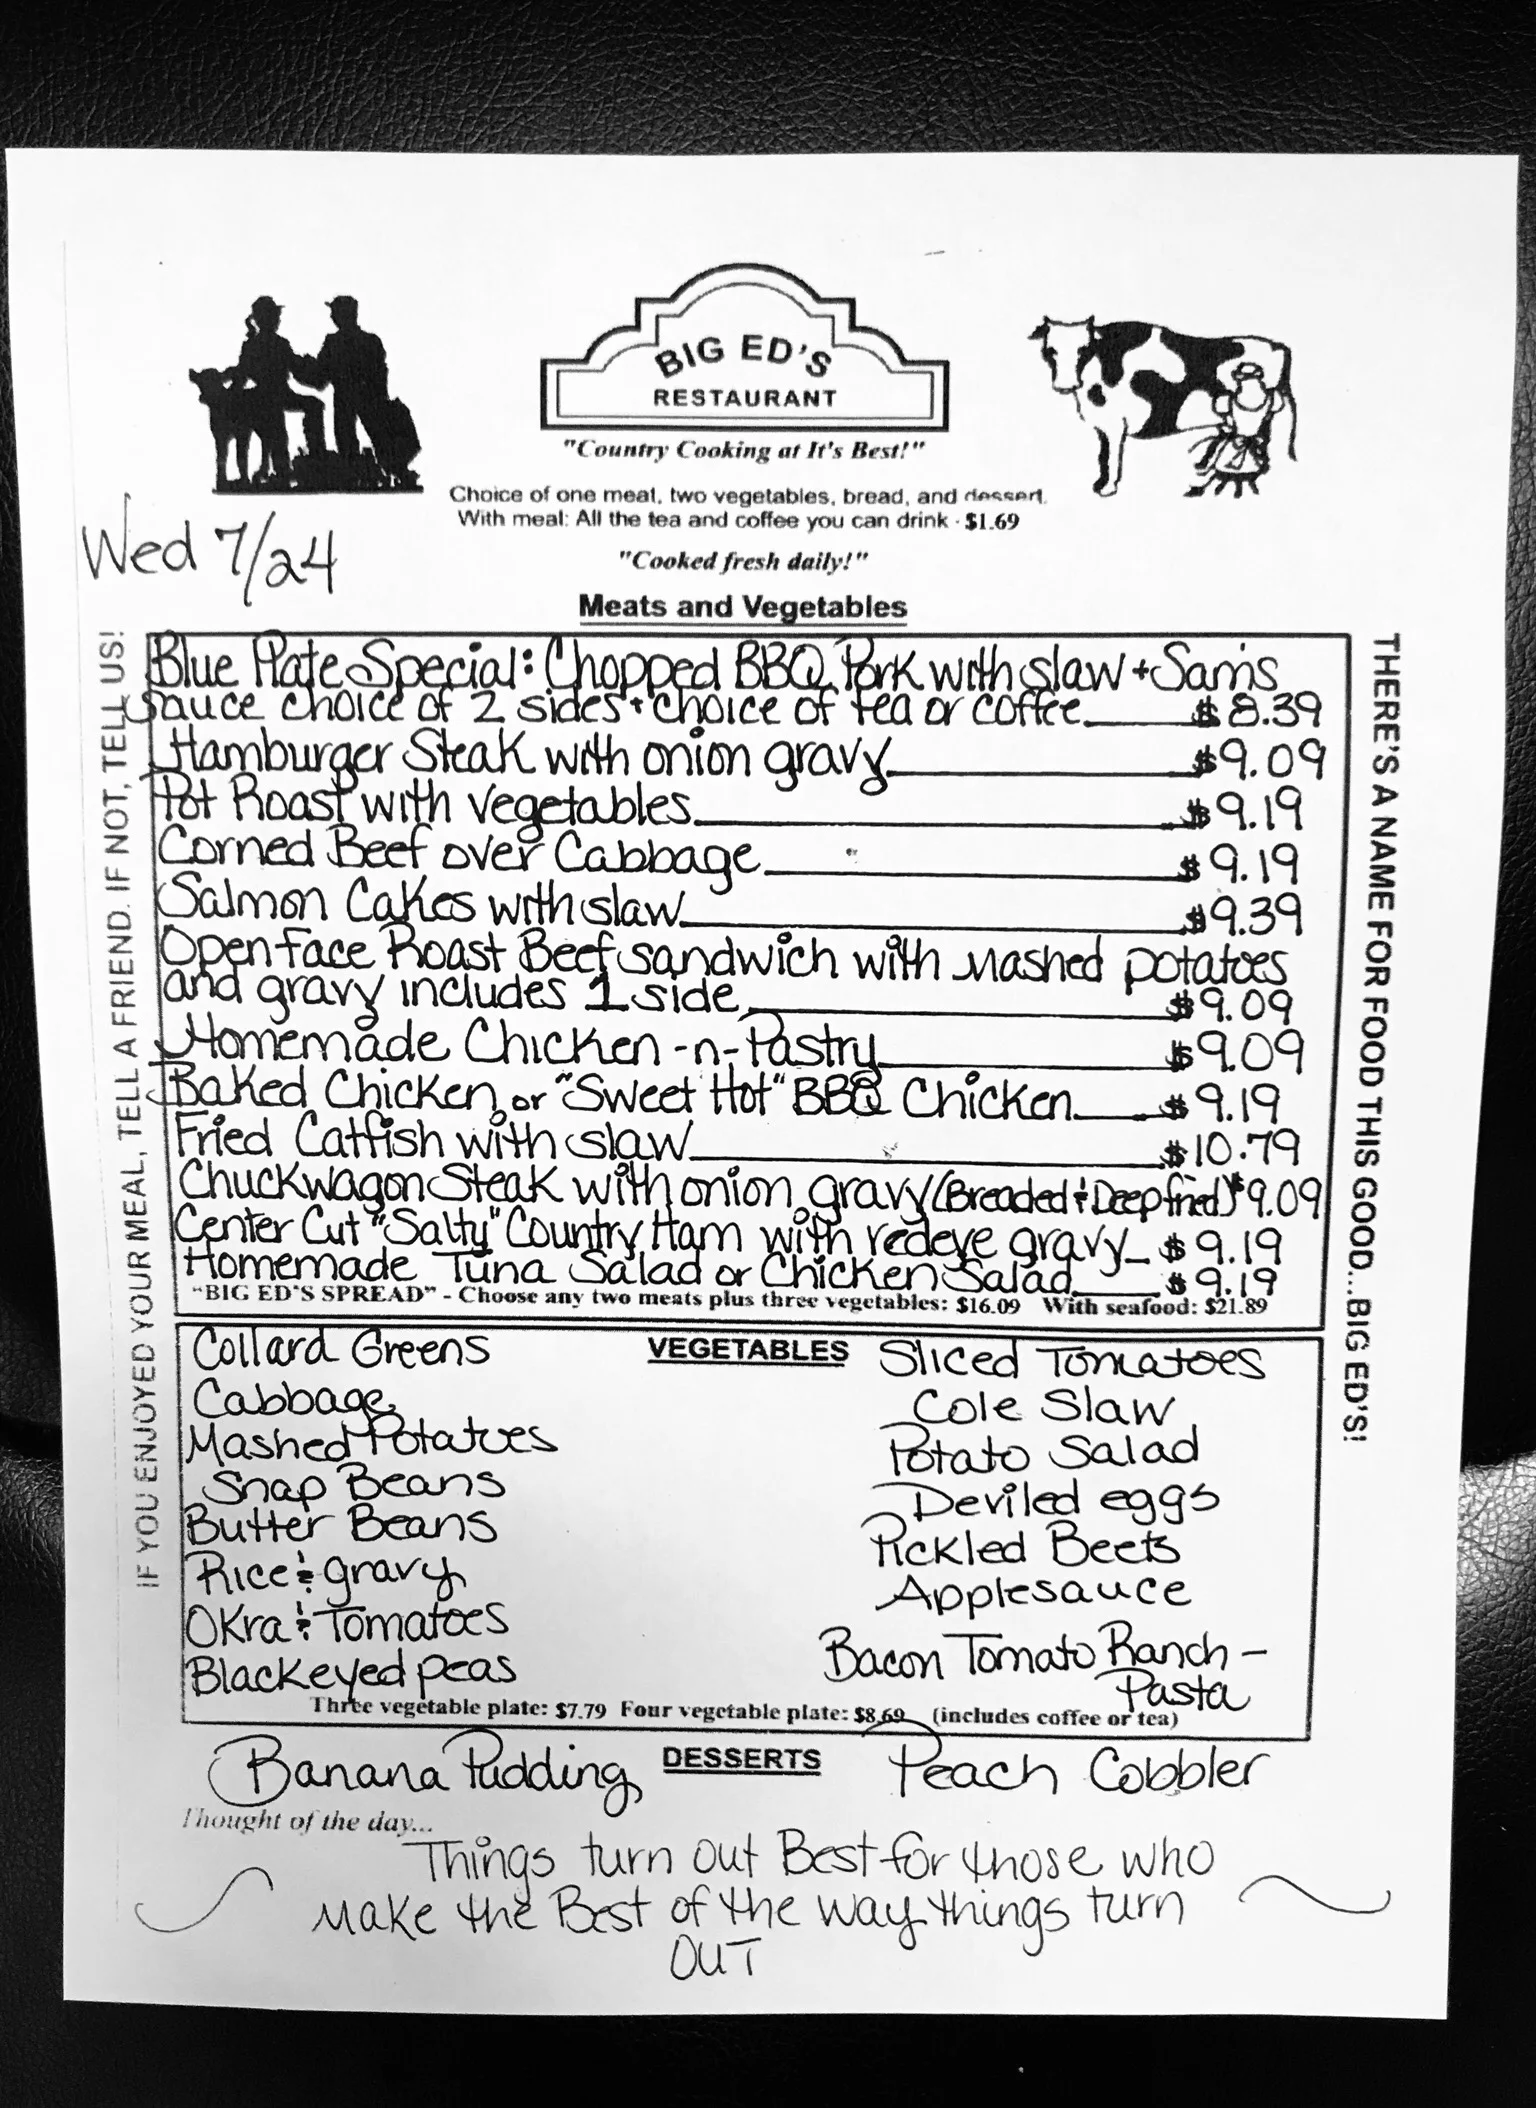 BIG ED'S
RESTAURANT
"Country Cooking at It's Best!"
Choice of one meat, two vegetables, bread, and dessert.
With meal: All the tea and coffee you can drink - $1.69
Wed 7/24
"Cooked fresh daily!"
Meats and Vegetables
IF YOU ENJOYED YOUR MEAL, TELL A FRIEND. IF NOT, TELL US!
Blue Plate Special: Chopped BBQ Pork with slaw + Sam's
sauce choice of 2 sides + choice of tea or coffee $8.39
Hamburger Steak with onion gravy $9.09
Pot Roast with vegetables $9.19
Corned Beef over Cabbage $9.19
Salmon Cakes with slaw $9.39
Open face Roast Beef sandwich with Mashed potatoes
and gravy includes 1 side $9.09
Homemade Chicken-n-Pastry $9.09
Baked Chicken or "Sweet Hot" BBQ Chicken $9.19
Fried Catfish with slaw $10.79
Chuckwagon Steak with onion gravy (Breaded & Deep fried) $9.09
Center Cut "Salty" Country Ham with redeye gravy $9.19
Homemade Tuna Salad or Chicken Salad $9.19
"BIG ED'S SPREAD" - Choose any two meats plus three vegetables: $16.09 With seafood: $21.89
THERE'S A NAME FOR FOOD THIS GOOD...BIG ED'S!
VEGETABLES
Collard Greens
Cabbage
Mashed Potatoes
Snap Beans
Butter Beans
Rice & gravy
Okra & Tomatoes
Blackeyed peas
Sliced Tomatoes
Cole Slaw
Potato Salad
Deviled eggs
Pickled Beets
Applesauce
Bacon Tomato Ranch -
Pasta
Three vegetable plate: $7.79 Four vegetable plate: $8.69 (includes coffee or tea)
DESSERTS
Banana Pudding
Peach Cobbler
Thought of the day...
Things turn out Best for those who
Make the Best of the way things turn
OUT